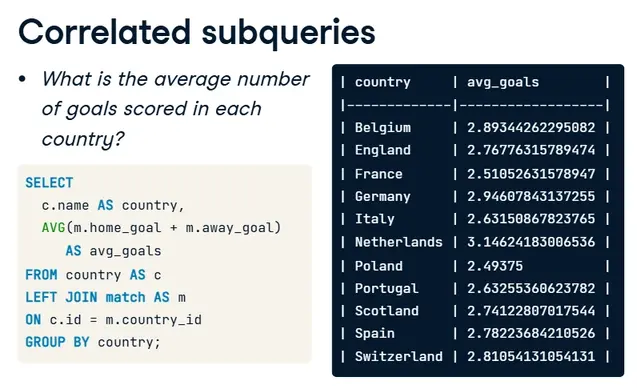 Correlated subqueries
• What is the average number
of goals scored in each
country?
SELECT
c.name AS country,
AVG(m.home_goal + m.away_goal)
AS avg_goals
FROM country AS c
LEFT JOIN match AS m
ON c.id = m.country_id
GROUP BY country;
| country | avg_goals |
|-------------|------------------|
| Belgium | 2.89344262295082 |
| England | 2.76776315789474 |
| France | 2.51052631578947 |
| Germany | 2.94607843137255 |
| Italy | 2.63150867823765 |
| Netherlands | 3.14624183006536 |
| Poland | 2.49375 |
| Portugal | 2.63255360623782 |
| Scotland | 2.74122807017544 |
| Spain | 2.78223684210526 |
| Switzerland | 2.81054131054131 |